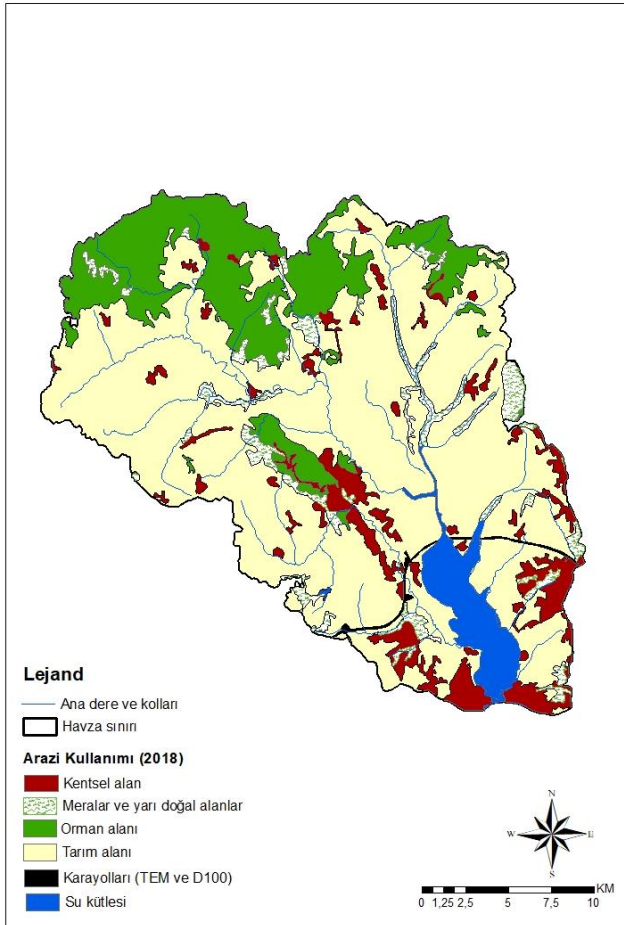 Lejand
Ana dere ve kolları
Havza sınırı
Arazi Kullanımı (2018)
Kentsel alan
Meralar ve yarı doğal alanlar
Orman alanı
Tarım alanı
Karayolları (TEM ve D100)
Su kütlesi
N
W E
S
KM
0 1,25 2,5 5 7,5 10